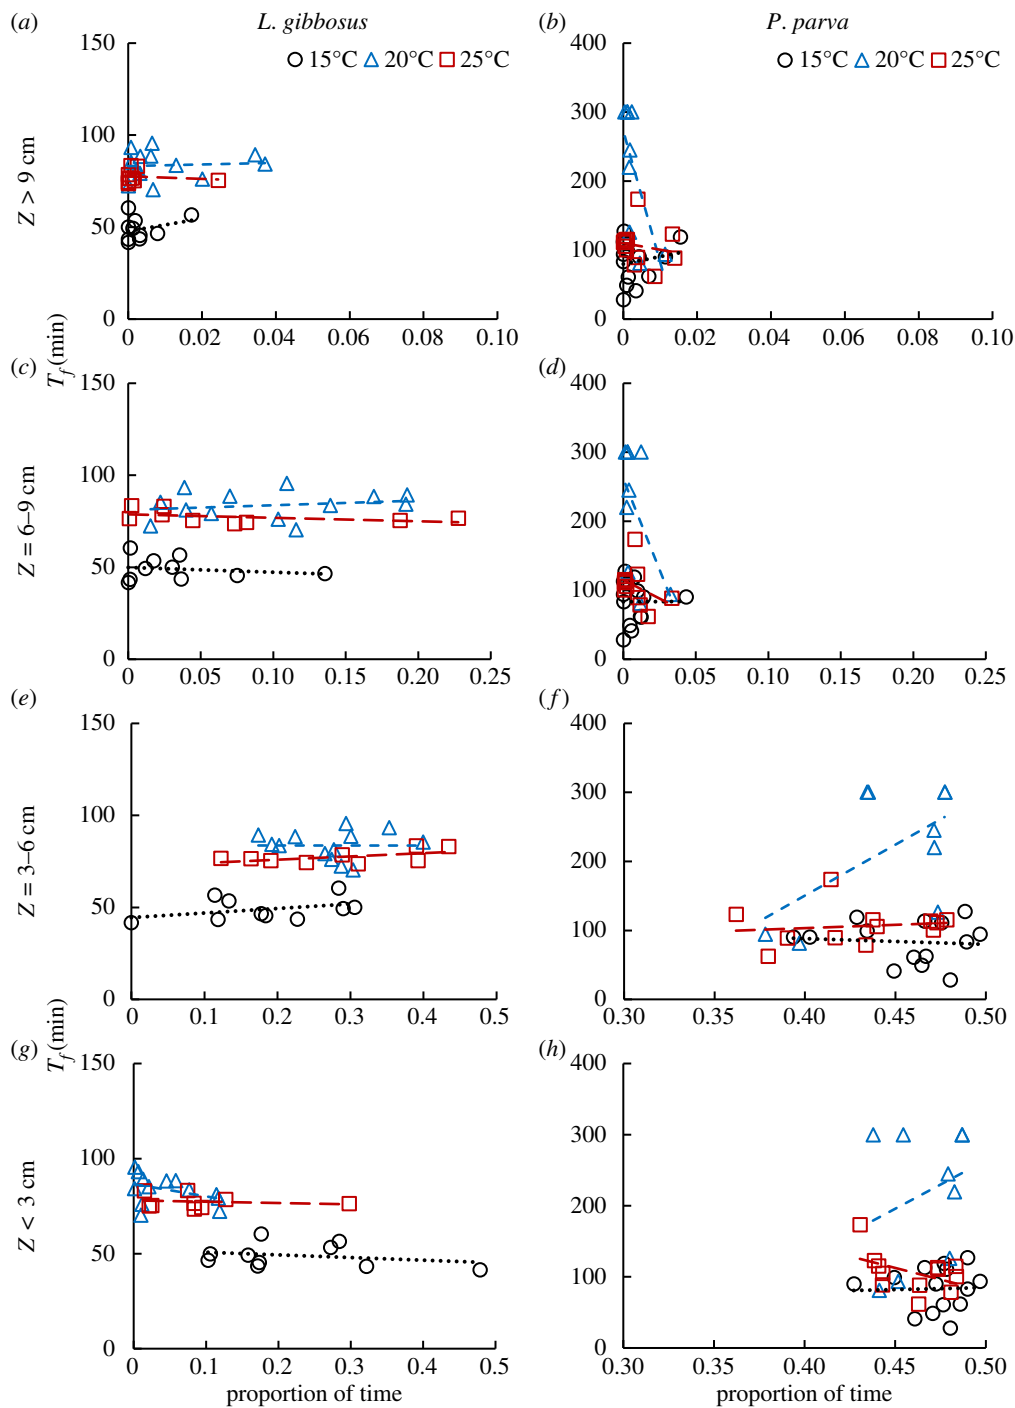 (a) L. gibbosus (b) P. parva
150 400
15°C 20°C 25°C 15°C 20°C 25°C
300
100
Z > 9 cm 200
50
100
0 0
0 0.02 0.04 0.06 0.08 0.10 0 0.02 0.04 0.06 0.08 0.10
Tf (min)
(c) (d)
150 400
300
100
Z = 6–9 cm 200
50
100
0 0
0 0.05 0.10 0.15 0.20 0.25 0 0.05 0.10 0.15 0.20 0.25
(e) (f)
150 400
300
100
Z = 3–6 cm 200
50
100
0 0
0 0.1 0.2 0.3 0.4 0.5 0.30 0.35 0.40 0.45 0.50
Tf (min)
(g) (h)
150 400
300
100
Z < 3 cm 200
50
100
0 0
0 0.1 0.2 0.3 0.4 0.5 0.30 0.40 0.45 0.50
proportion of time proportion of time